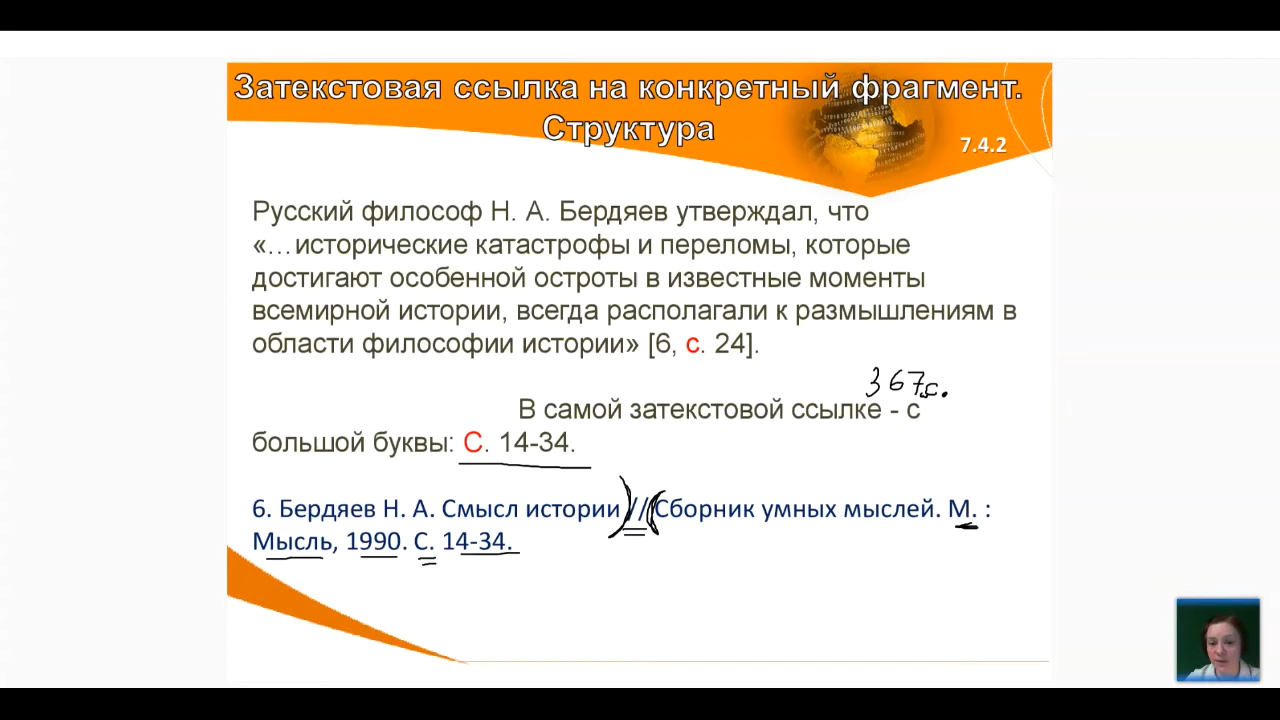 Затекстовая ссылка на конкретный фрагмент.
Структура
7.4.2
Русский философ Н. А. Бердяев утверждал, что
«…исторические катастрофы и переломы, которые
достигают особенной остроты в известные моменты
всемирной истории, всегда располагали к размышлениям в
области философии истории» [6, с. 24].
367с.
В самой затекстовой ссылке - с
большой буквы: С. 14-34.
6. Бердяев Н. А. Смысл истории // Сборник умных мыслей. М. :
Мысль, 1990. С. 14-34.